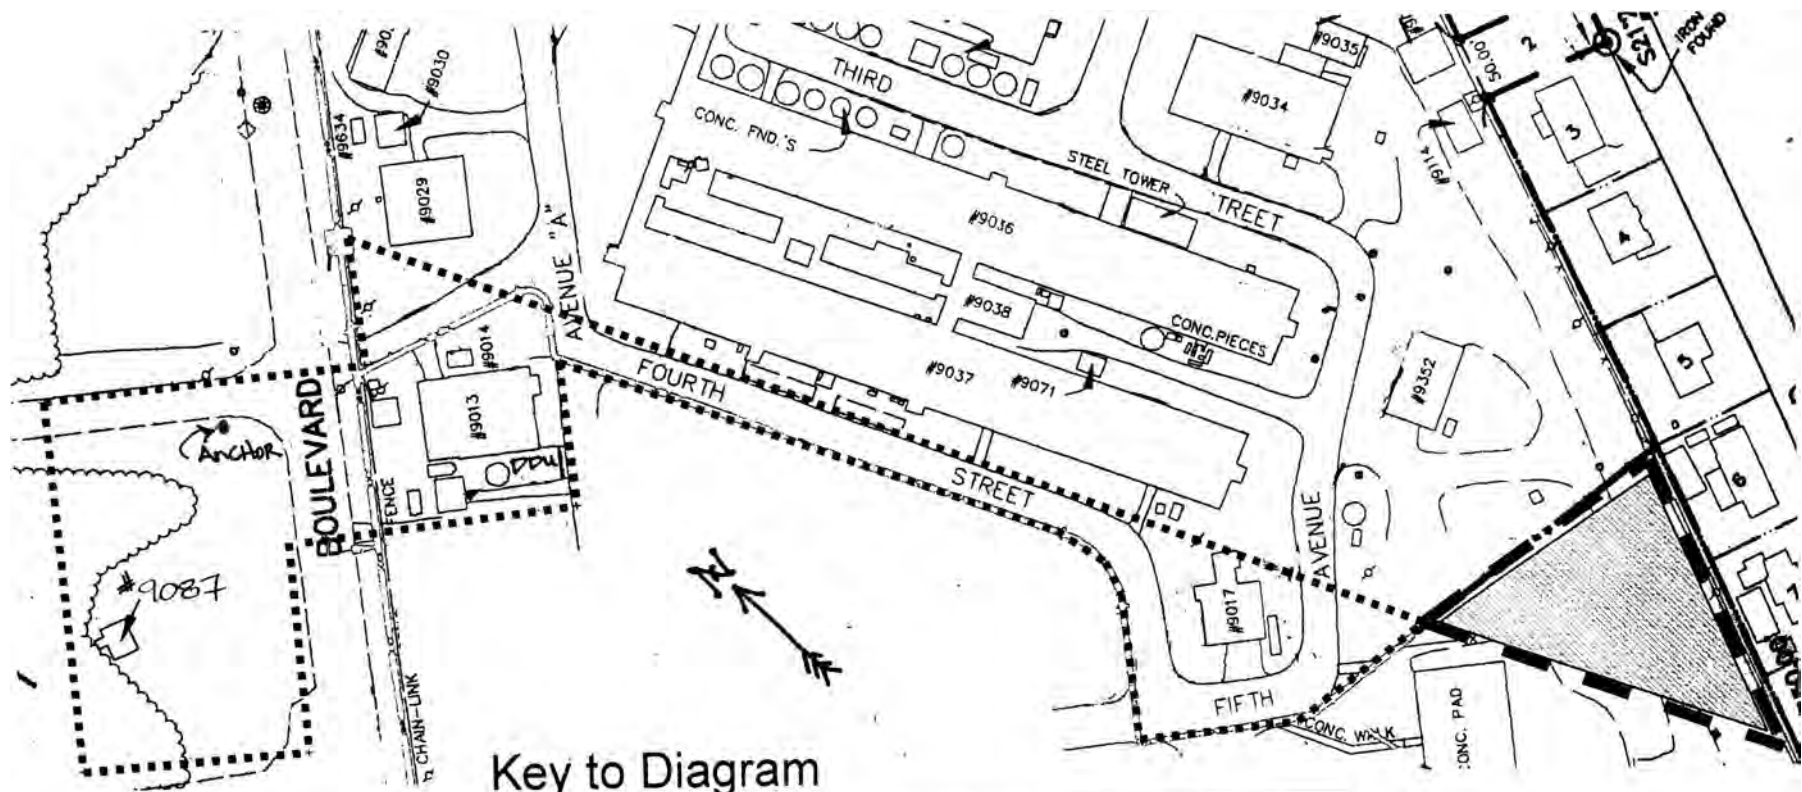 #9030
#9634
#9029
AVENUE "A"
THIRD
CONC. FND.'S
STEEL TOWER
TREET
#9034
#9035
#9114
50.00
2
IRON
FOUND
3
4
5
6
7
#9036
#9038
CONC.PIECES
#9037
#9071
#9352
#9014
#9013
DDU
FENCE
BOULEVARD
ANCHOR
#9087
CHAIN-LINK
FOURTH
STREET
AVENUE
#9017
FIFTH
CONC. WALK
CONC. PAD
N
Key to Diagram